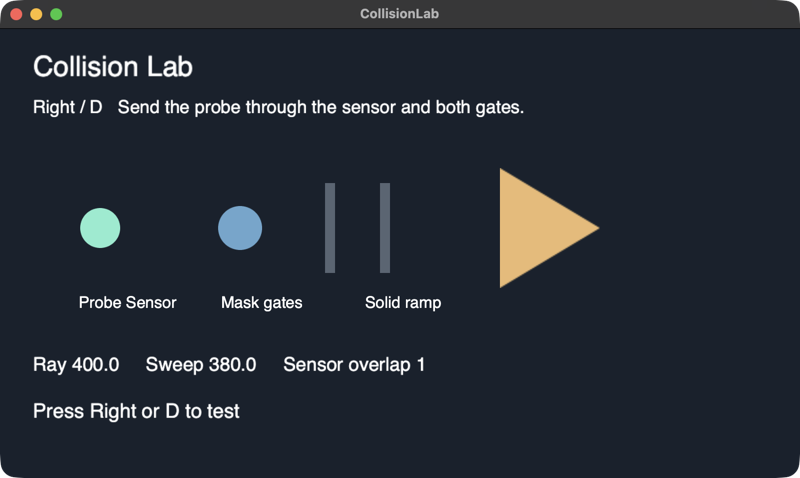 CollisionLab
Collision Lab
Right / D Send the probe through the sensor and both gates.
Probe Sensor Mask gates Solid ramp
Ray 400.0 Sweep 380.0 Sensor overlap 1
Press Right or D to test